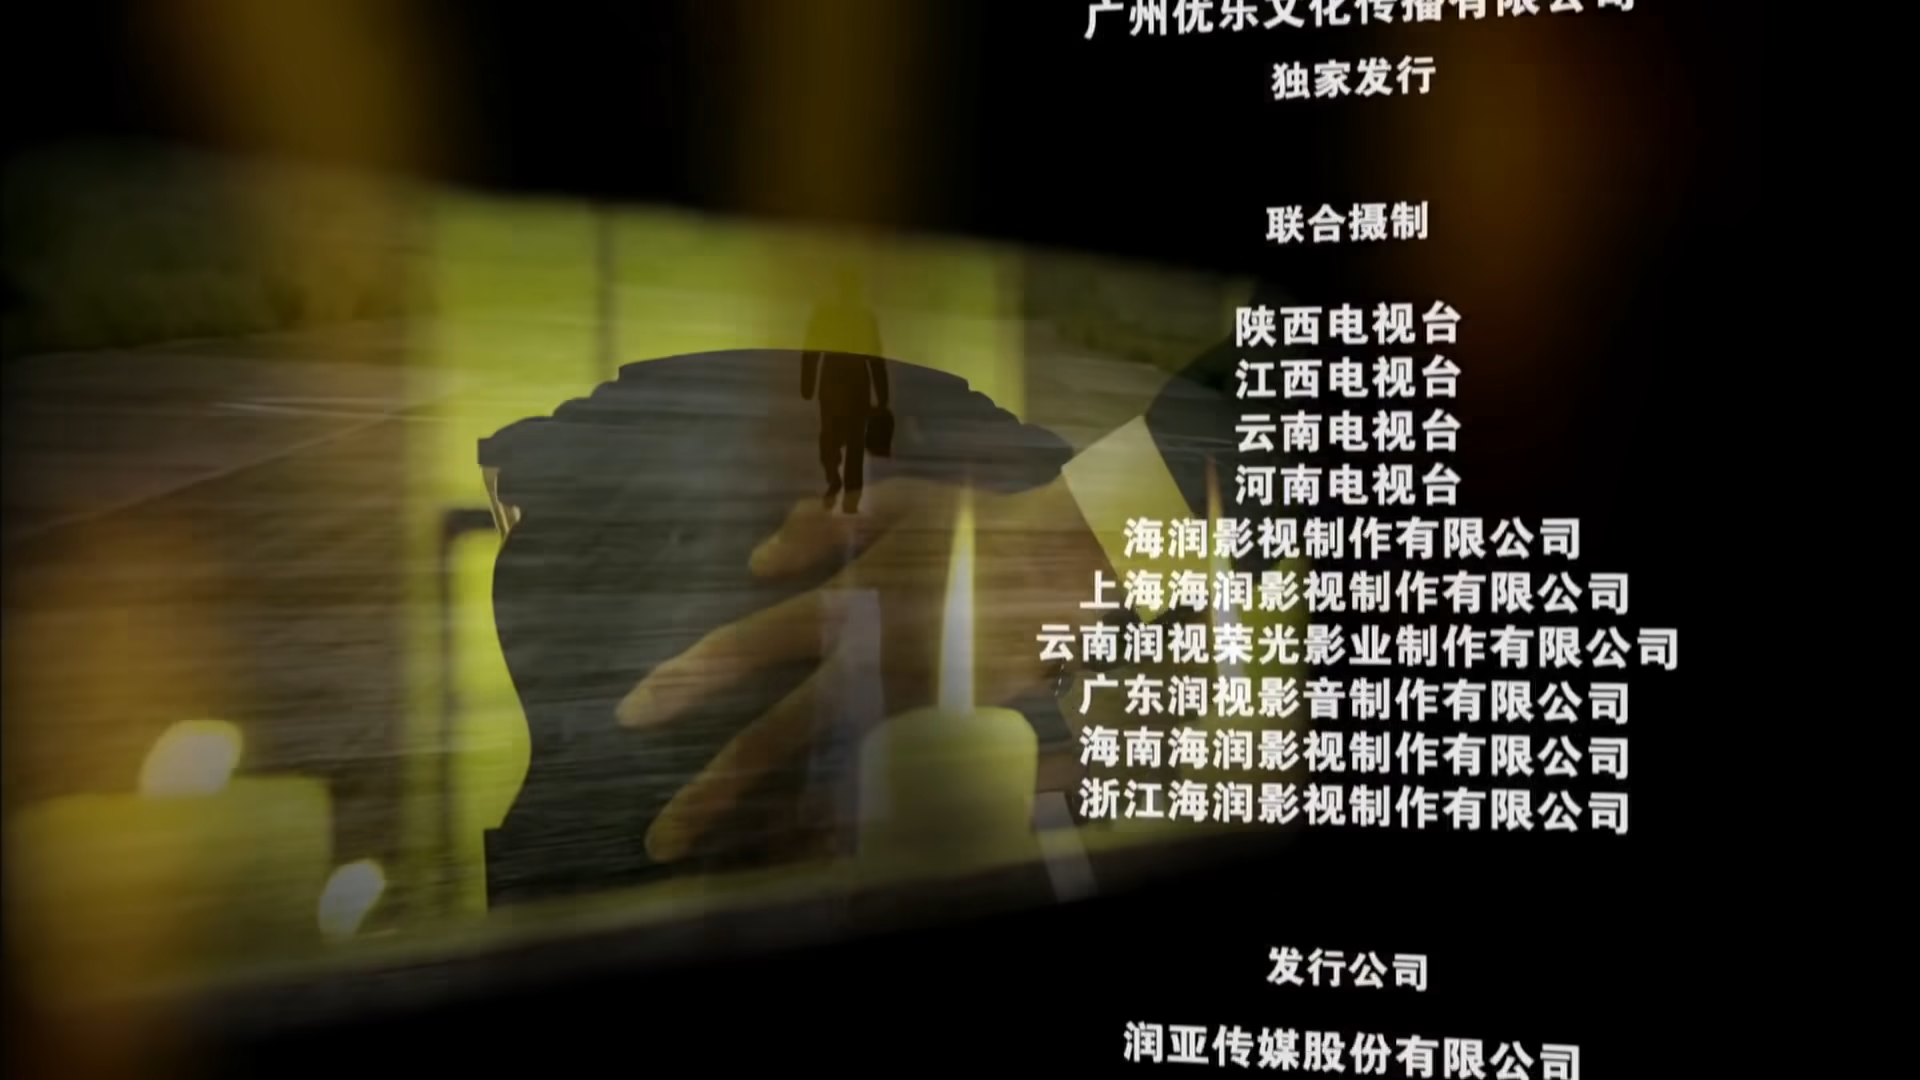 广州优乐文化传播有限公司
独家发行
联合摄制
陕西电视台
江西电视台
云南电视台
河南电视台
海润影视制作有限公司
上海海润影视制作有限公司
云南润视荣光影业制作有限公司
广东润视影音制作有限公司
海南海润影视制作有限公司
浙江海润影视制作有限公司
发行公司
润亚传媒股份有限公司